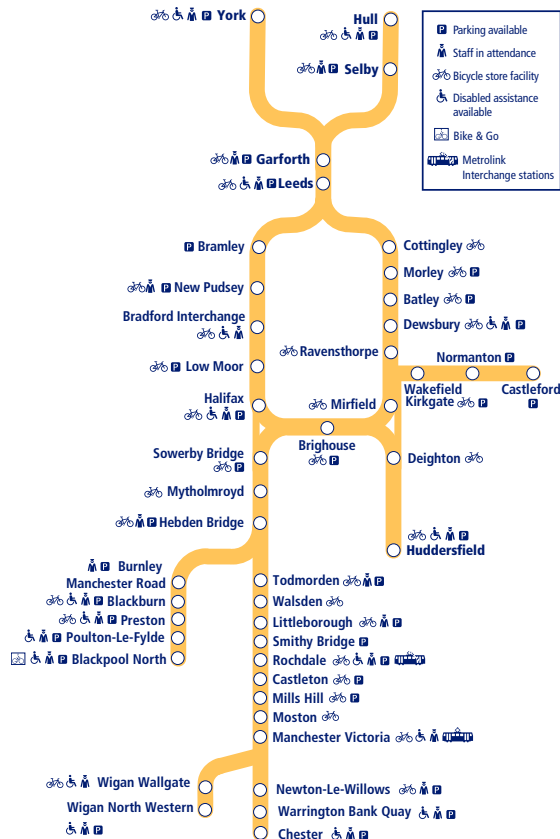 York
Hull
Selby
Garforth
Leeds
P Parking available
Staff in attendance
Bicycle store facility
Disabled assistance
available
Bike & Go
Metrolink
Interchange stations
Bramley
New Pudsey
Bradford Interchange
Low Moor
Halifax
Sowerby Bridge
Mytholmroyd
Hebden Bridge
Cottingley
Morley
Batley
Dewsbury
Ravensthorpe
Normanton
Wakefield
Kirkgate
Castleford
Mirfield
Brighouse
Deighton
Huddersfield
Burnley
Manchester Road
Blackburn
Preston
Poulton-Le-Fylde
Blackpool North
Todmorden
Walsden
Littleborough
Smithy Bridge
Rochdale
Castleton
Mills Hill
Moston
Manchester Victoria
Wigan Wallgate
Wigan North Western
Newton-Le-Willows
Warrington Bank Quay
Chester